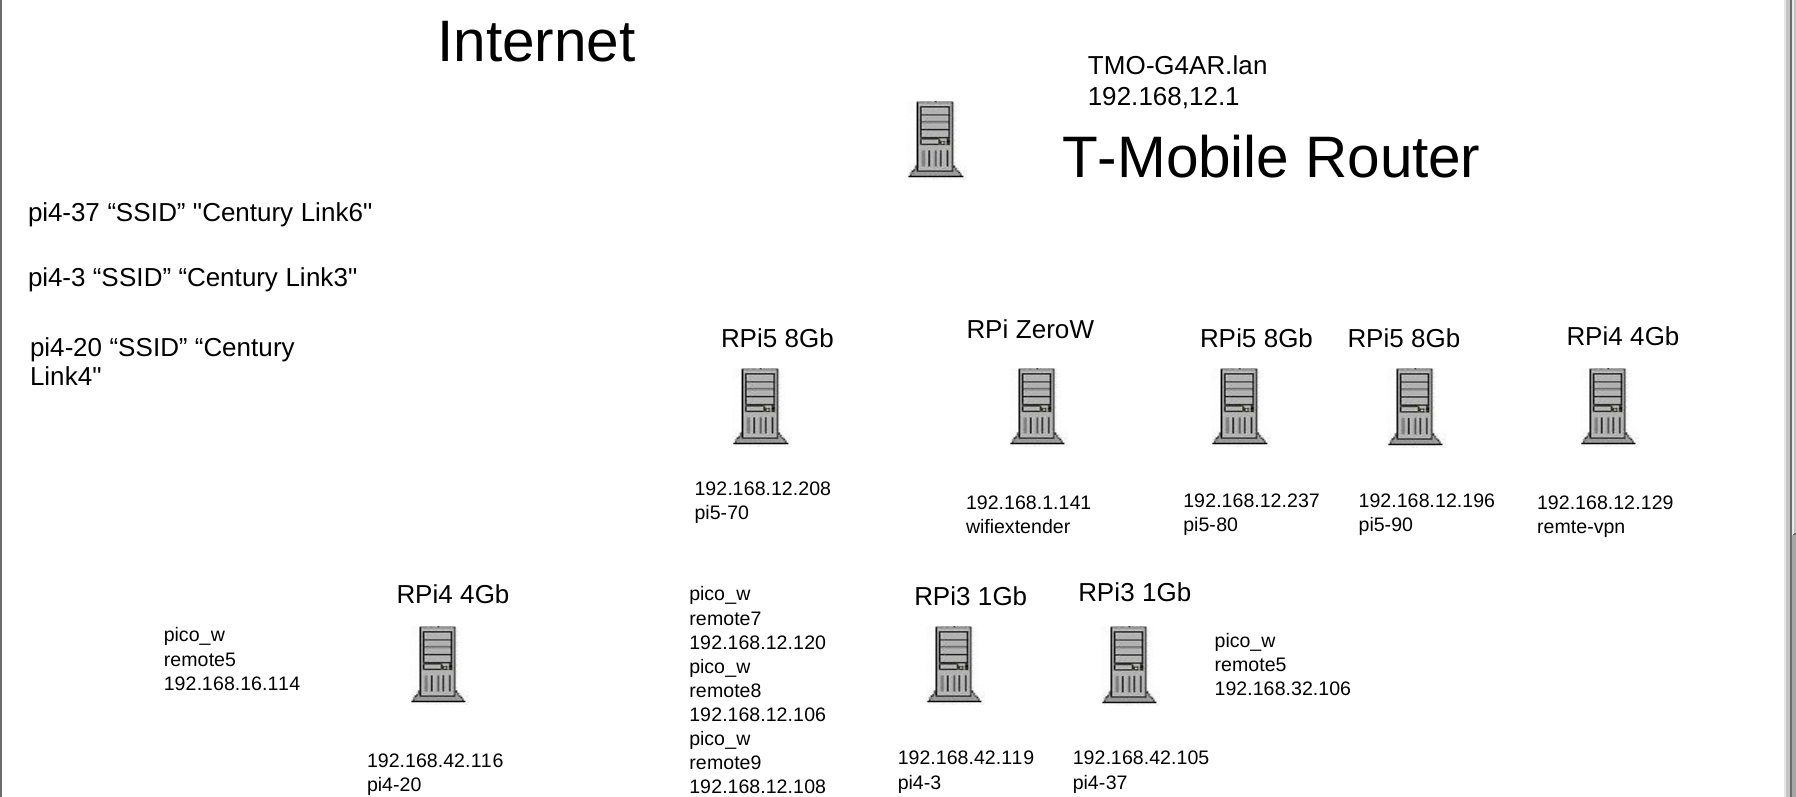 Internet
TMO-G4AR.lan
192.168,12.1
T-Mobile Router
pi4-37 “SSID” "Century Link6"
pi4-3 “SSID” “Century Link3"
pi4-20 “SSID” “Century
Link4"
RPi5 8Gb
192.168.12.208
pi5-70
RPi ZeroW
192.168.1.141
wifiextender
RPi5 8Gb
192.168.12.237
pi5-80
RPi5 8Gb
192.168.12.196
pi5-90
RPi4 4Gb
192.168.12.129
remte-vpn
pico_w
remote5
192.168.16.114
RPi4 4Gb
192.168.42.116
pi4-20
pico_w
remote7
192.168.12.120
pico_w
remote8
192.168.12.106
pico_w
remote9
192.168.12.108
RPi3 1Gb
192.168.42.119
pi4-3
RPi3 1Gb
192.168.42.105
pi4-37
pico_w
remote5
192.168.32.106